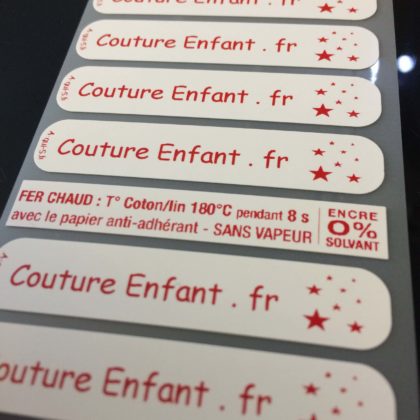 Couture Enfant . fr
Couture Enfant . fr
Couture Enfant . fr
FER CHAUD : T° Coton/lin 180°C pendant 8 s
avec le papier anti-adhérant - SANS VAPEUR
ENCRE
0%
SOLVANT
Couture Enfant . fr
outure Enfant . fr